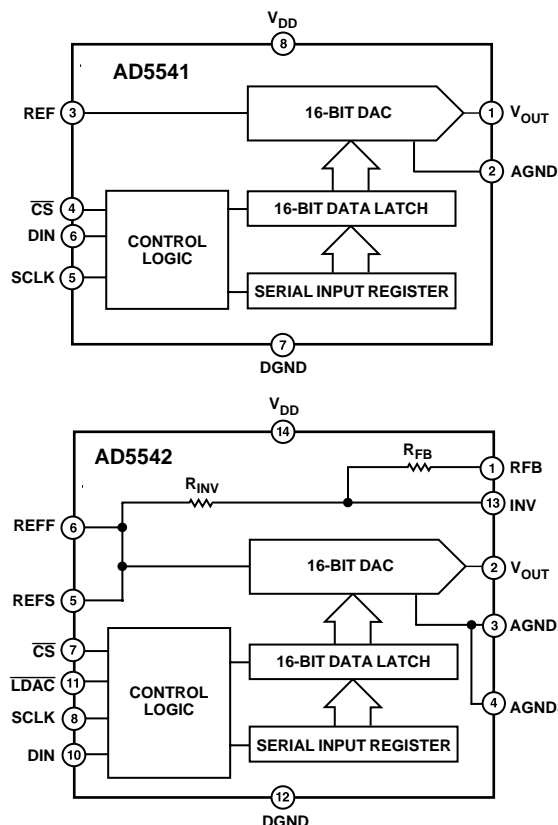 VDD
8
AD5541
REF 3
16-BIT DAC
1 VOUT
2 AGND
CS 4
16-BIT DATA LATCH
DIN 6
CONTROL
LOGIC
SCLK 5
SERIAL INPUT REGISTER
7
DGND
VDD
14
AD5542
RFB
1 RFB
RINV
13 INV
REFF 6
16-BIT DAC
2 VOUT
REFS 5
3 AGND
CS 7
16-BIT DATA LATCH
LDAC 11
CONTROL
LOGIC
4 AGND
SCLK 8
SERIAL INPUT REGISTER
DIN 10
12
DGND